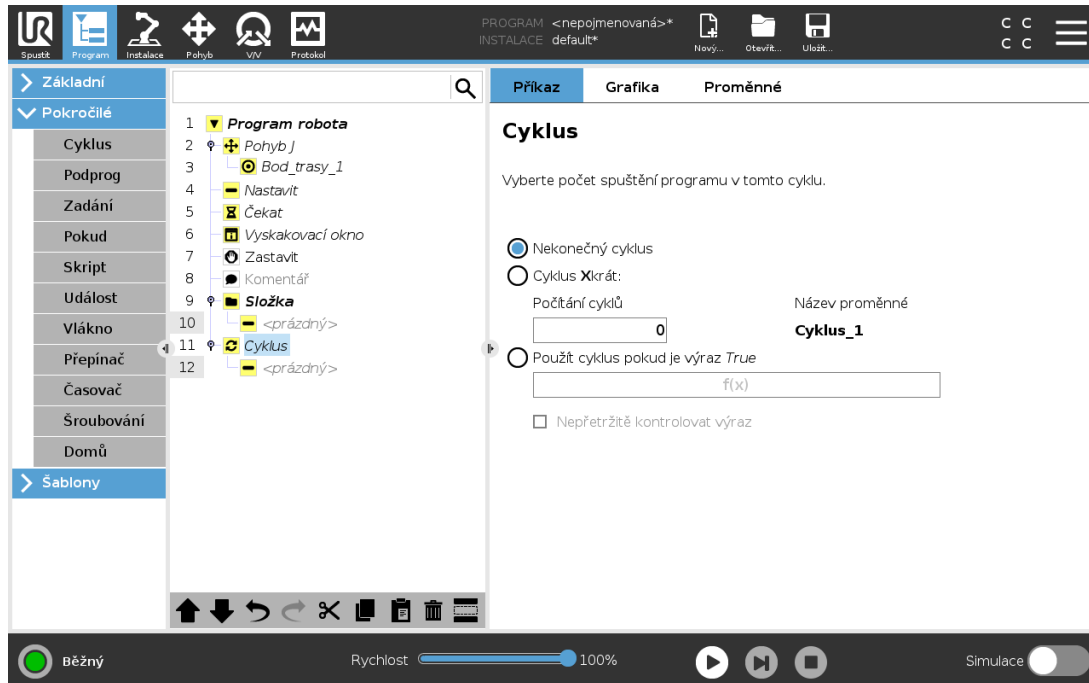 PROGRAM <nepojmenovaná>*
INSTALACE default*
UR
Spustit Program Instalace Pohyb V/V Protokol Nový... Otevřít... Uložit...
C C
C C
Základní
Pokročilé
Cyklus
Podprog
Zadání
Pokud
Skript
Událost
Vlákno
Přepínač
Časovač
Šroubování
Domů
Šablony
1 Program robota
2 Pohyb J
3 Bod_trasy_1
4 Nastavit
5 Čekat
6 Vyskakovací okno
7 Zastavit
8 Komentář
9 Složka
10 <prázdný>
11 Cyklus
12 <prázdný>
Příkaz Grafika Proměnné
Cyklus
Vyberte počet spuštění programu v tomto cyklu.
Nekonečný cyklus
Cyklus Xkrát:
Počítání cyklů Název proměnné
0 Cyklus_1
Použít cyklus pokud je výraz True
f(x)
Nepřetržitě kontrolovat výraz
Běžný Rychlost 100% Simulace